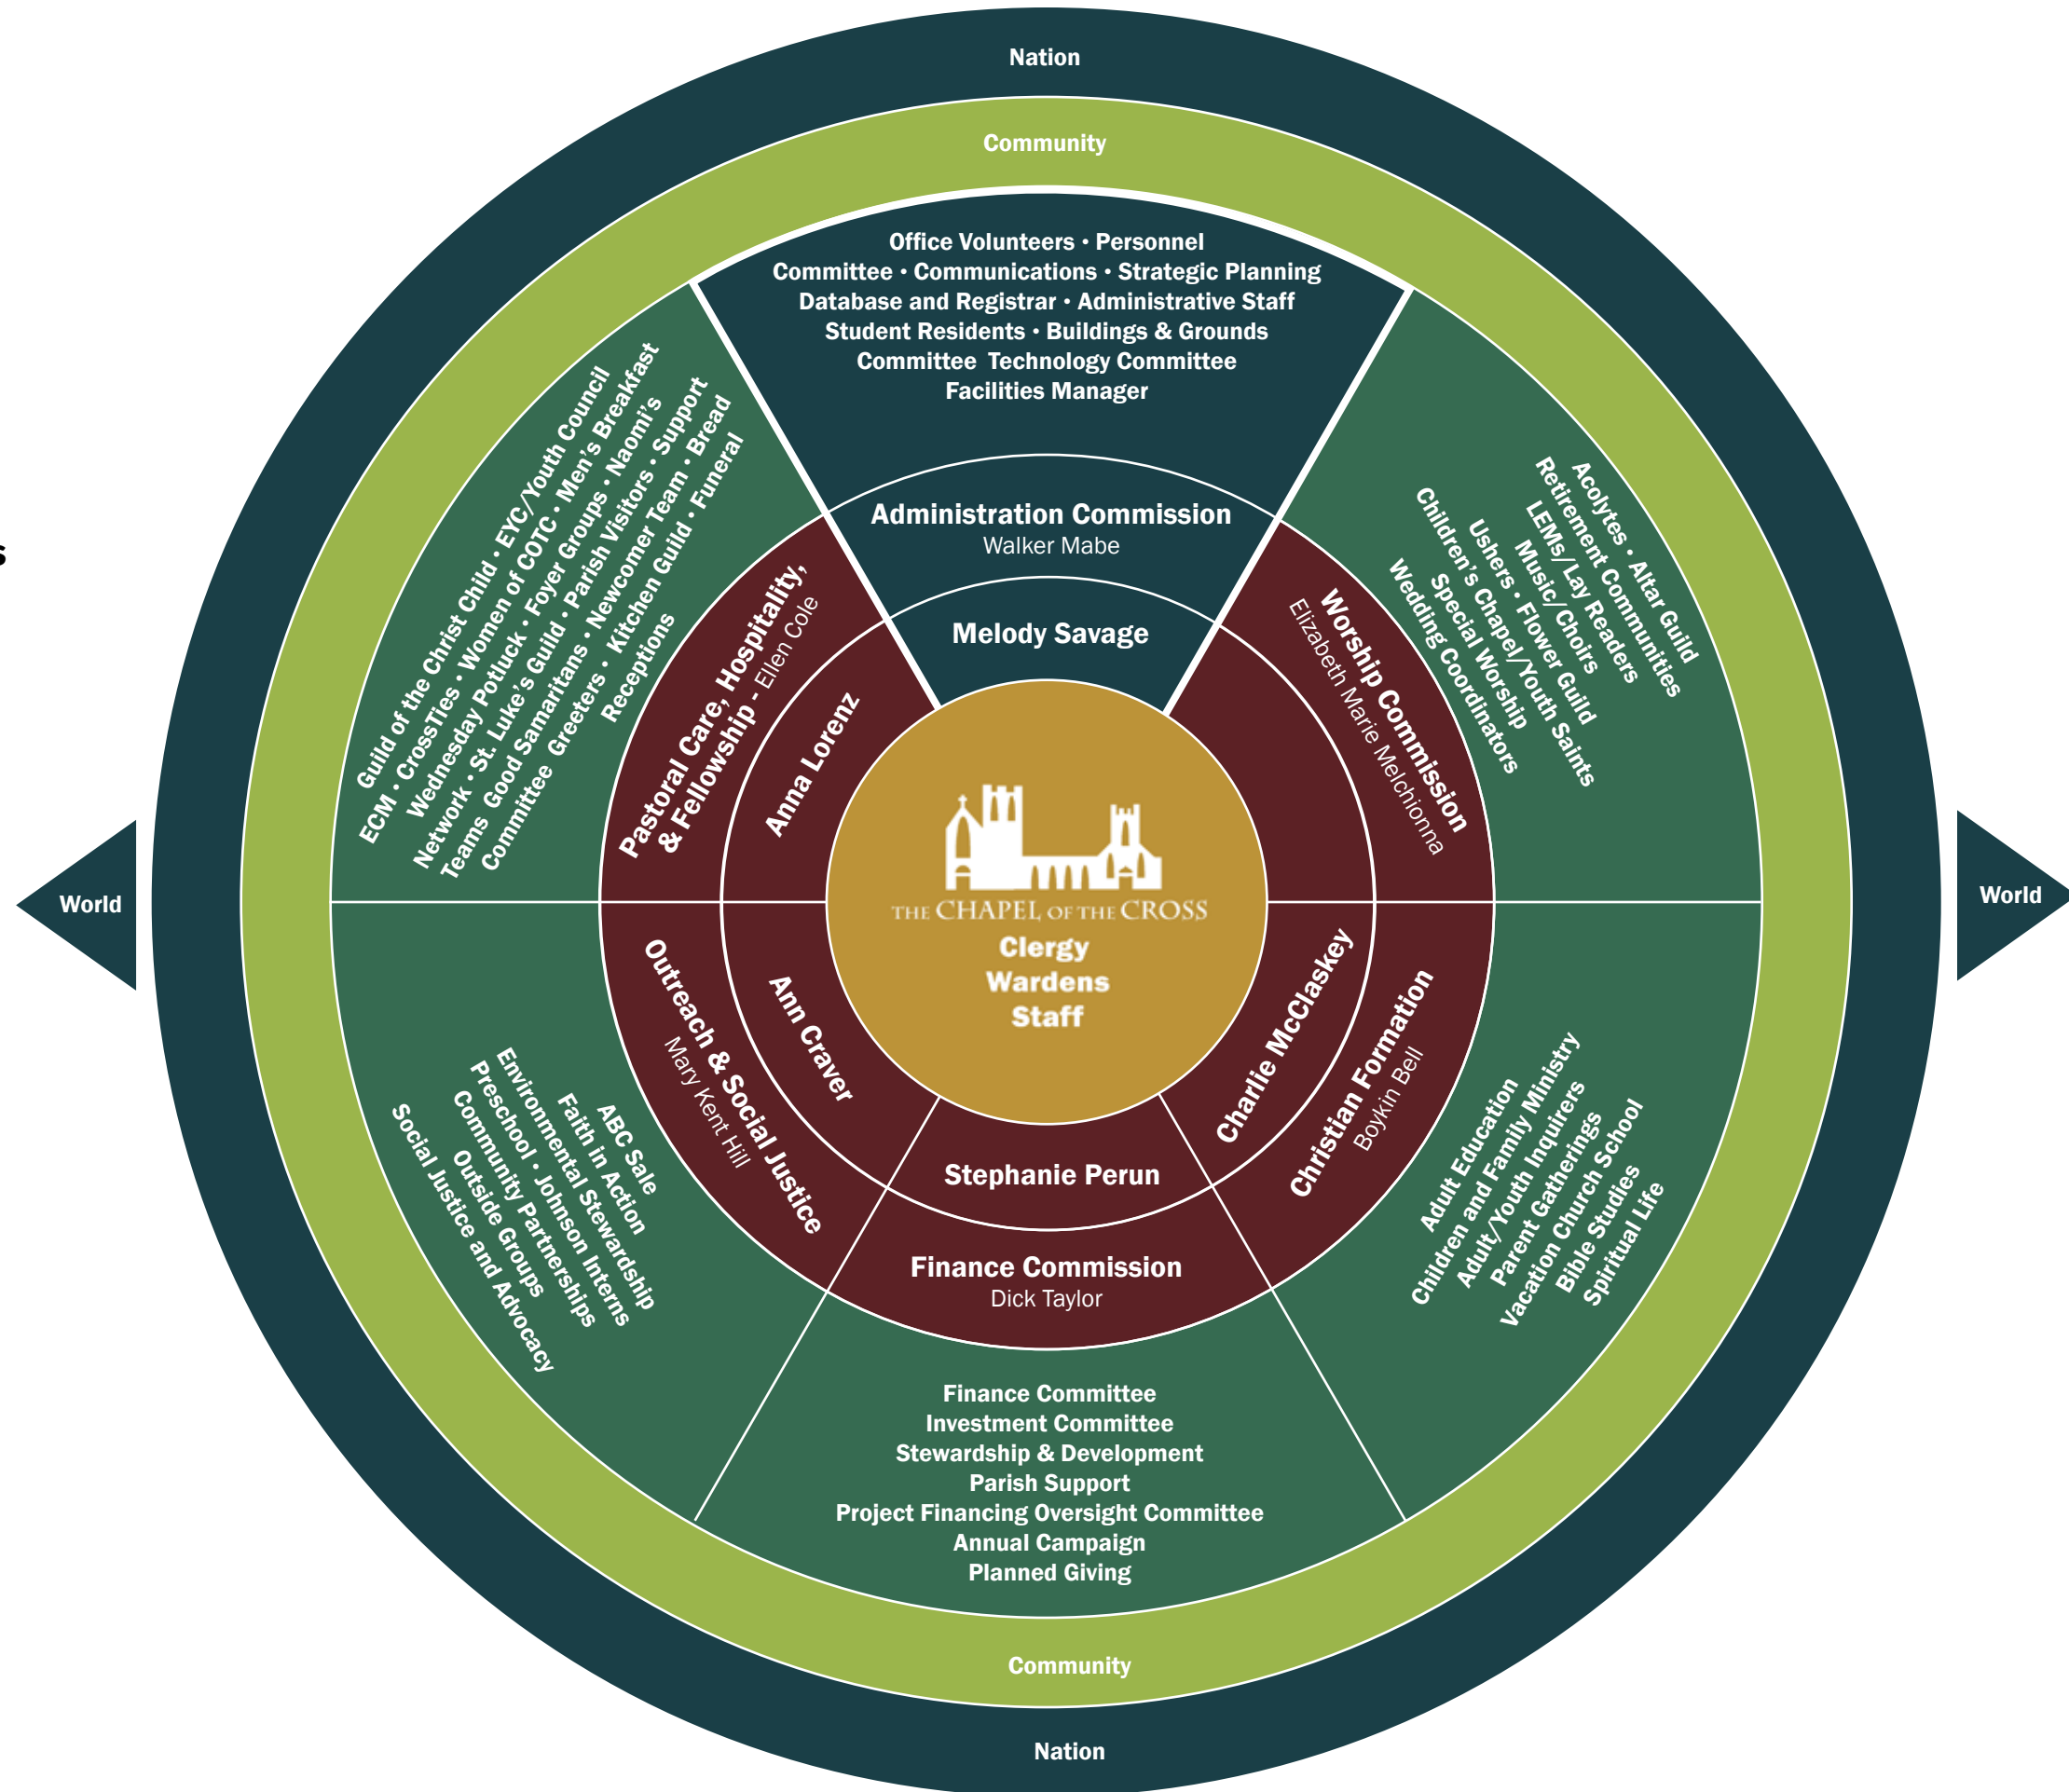 Nation
Community
Office Volunteers • Personnel
Committee • Communications • Strategic Planning
Database and Registrar • Administrative Staff
Student Residents • Buildings & Grounds
Committee  Technology Committee
Facilities Manager
Administration Commission
Walker Mabe
Melody Savage
Guild of the Christ Child • EYC/Youth Council
ECM • CrossTies • Women of COTC • Men's Breakfast
Wednesday Potluck • Foyer Groups • Naomi's
Network • St. Luke's Guild • Parish Visitors • Support
Teams  Good Samaritans • Newcomer Team • Bread
Committee  Greeters • Kitchen Guild • Funeral
Receptions
Pastoral Care, Hospitality,
& Fellowship - Ellen Cole
Anna Lorenz
Acolytes • Altar Guild
Retirement Communities
LEMs/Lay Readers
Music/Choirs
Ushers • Flower Guild
Children's Chapel/Youth Saints
Special Worship
Wedding Coordinators
Worship Commission
Elizabeth Marie Melchionna
s
World
World
THE CHAPEL OF THE CROSS
Clergy
Wardens
Staff
Ann Craver
Outreach & Social Justice
Mary Kent Hill
ABC Sale
Faith in Action
Environmental Stewardship
Preschool • Johnson Interns
Community Partnerships
Outside Groups
Social Justice and Advocacy
Charlie McClaskey
Christian Formation
Boykin Bell
Adult Education
Children and Family Ministry
Adult/Youth Inquirers
Parent Gatherings
Vacation Church School
Bible Studies
Spiritual Life
Stephanie Perun
Finance Commission
Dick Taylor
Finance Committee
Investment Committee
Stewardship & Development
Parish Support
Project Financing Oversight Committee
Annual Campaign
Planned Giving
Community
Nation